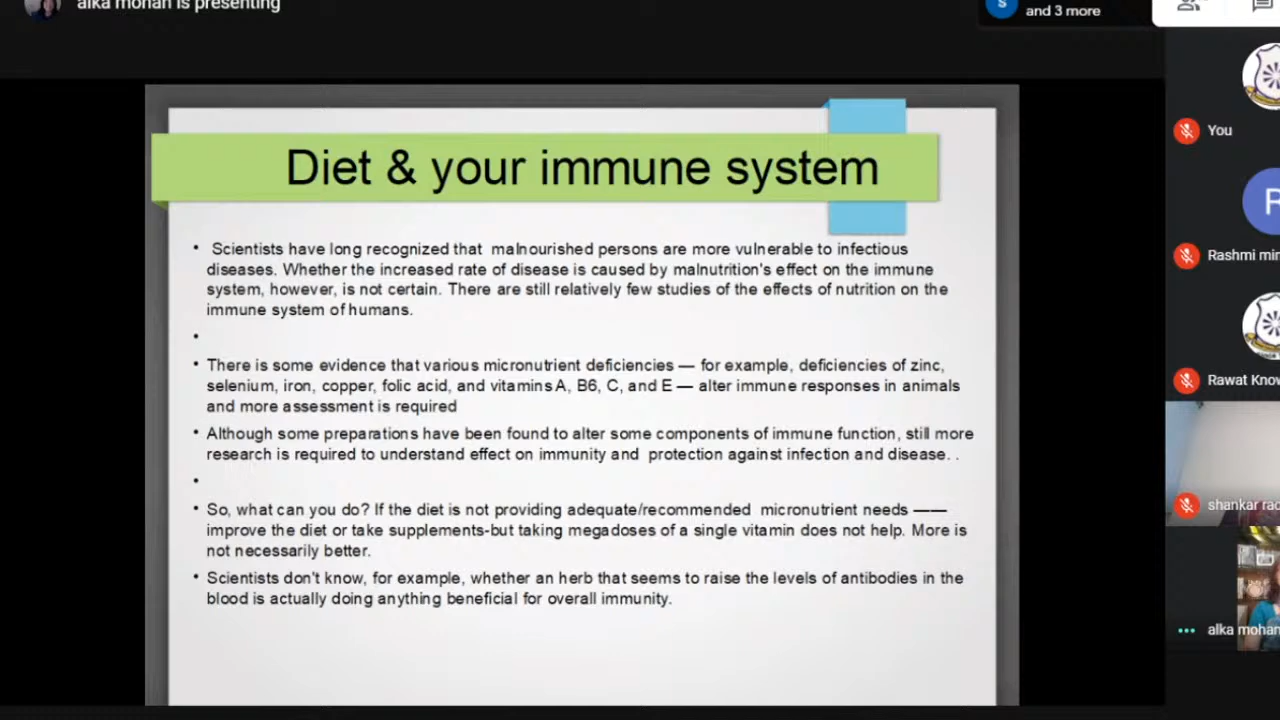 alka mohan is presenting
S
and 3 more
Diet & your immune system
• Scientists have long recognized that malnourished persons are more vulnerable to infectious
diseases. Whether the increased rate of disease is caused by malnutrition's effect on the immune
system, however, is not certain. There are still relatively few studies of the effects of nutrition on the
immune system of humans.
•
• There is some evidence that various micronutrient deficiencies — for example, deficiencies of zinc,
selenium, iron, copper, folic acid, and vitamins A, B6, C, and E — alter immune responses in animals
and more assessment is required
• Although some preparations have been found to alter some components of immune function, still more
research is required to understand effect on immunity and protection against infection and disease. .
•
• So, what can you do? If the diet is not providing adequate/recommended micronutrient needs ——
improve the diet or take supplements-but taking megadoses of a single vitamin does not help. More is
not necessarily better.
• Scientists don't know, for example, whether an herb that seems to raise the levels of antibodies in the
blood is actually doing anything beneficial for overall immunity.
You
R
Rashmi
Rawat
shankar
alka mohan